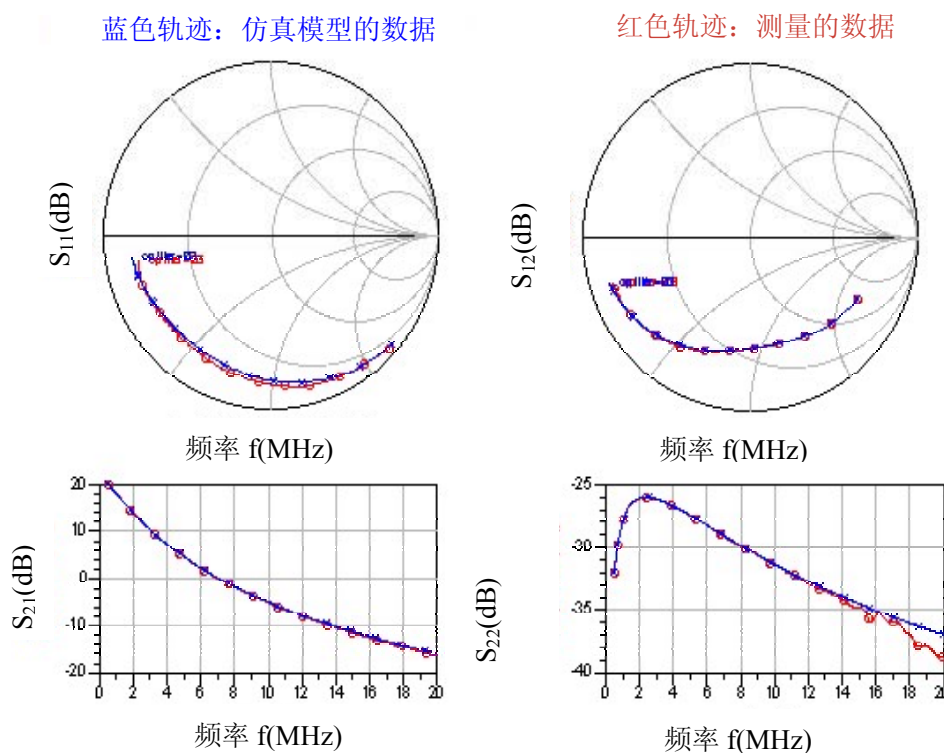 蓝色轨迹：仿真模型的数据
红色轨迹：测量的数据
S11(dB)
频率 f(MHz)
S12(dB)
频率 f(MHz)
S21(dB)
20
10
0
-10
-20
0 2 4 6 8 10 12 14 16 18 20
频率 f(MHz)
S22(dB)
-25
-30
-35
-40
0 2 4 6 8 10 12 14 16 18 20
频率 f(MHz)